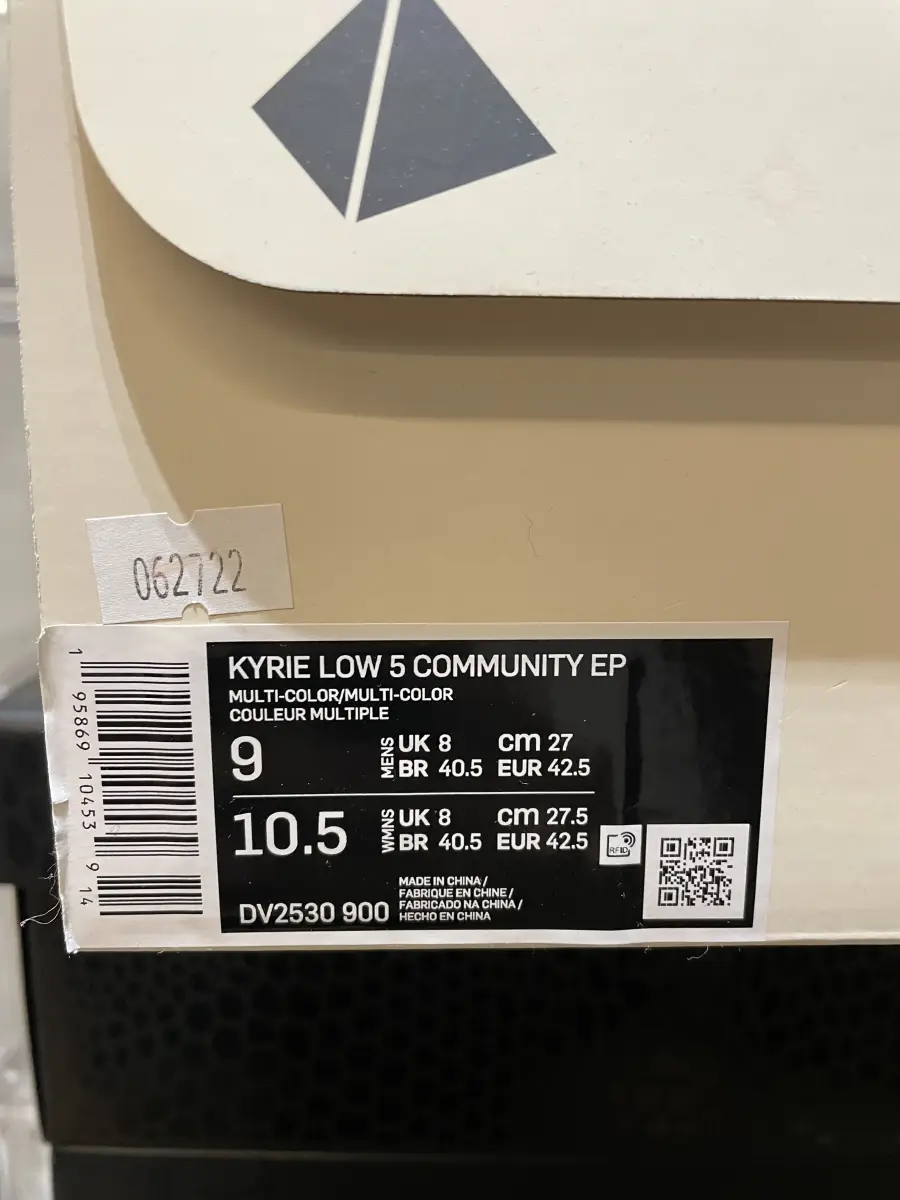 062722
KYRIE LOW 5 COMMUNITY EP
MULTI-COLOR/MULTI-COLOR
COULEUR MULTIPLE
9 MENS UK 8 cm 27
BR 40.5 EUR 42.5
10.5 WMNS UK 8 cm 27.5
BR 40.5 EUR 42.5
RFID
DV2530 900
MADE IN CHINA /
FABRIQUE EN CHINE /
FABRICADO NA CHINA /
HECHO EN CHINA
1 95869 10453 9 14